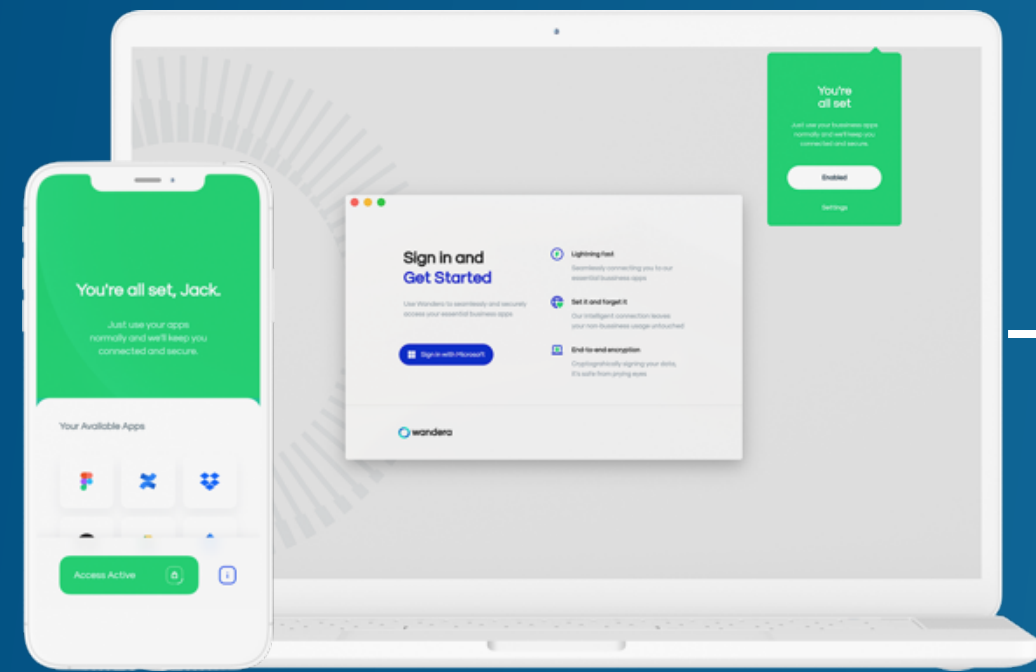 You're all set, Jack.
Just use your apps
normally and we'll keep you
connected and secure.
Your Available Apps
Access Active
Sign in and
Get Started
Use Wandera to seamlessly and securely
access your essential business apps
Sign in with Microsoft
wandera
Lightning fast
Seamlessly connecting you to our
essential bussiness apps
Set it and forget it
Our intelligent connection leaves
your non-bussiness usage untouched
End-to-end encryption
Cryptographically signing your data,
it's safe from prying eyes
You're
all set
Just use your bussiness apps
normally and we'll keep you
connected and secure.
Enabled
Settings